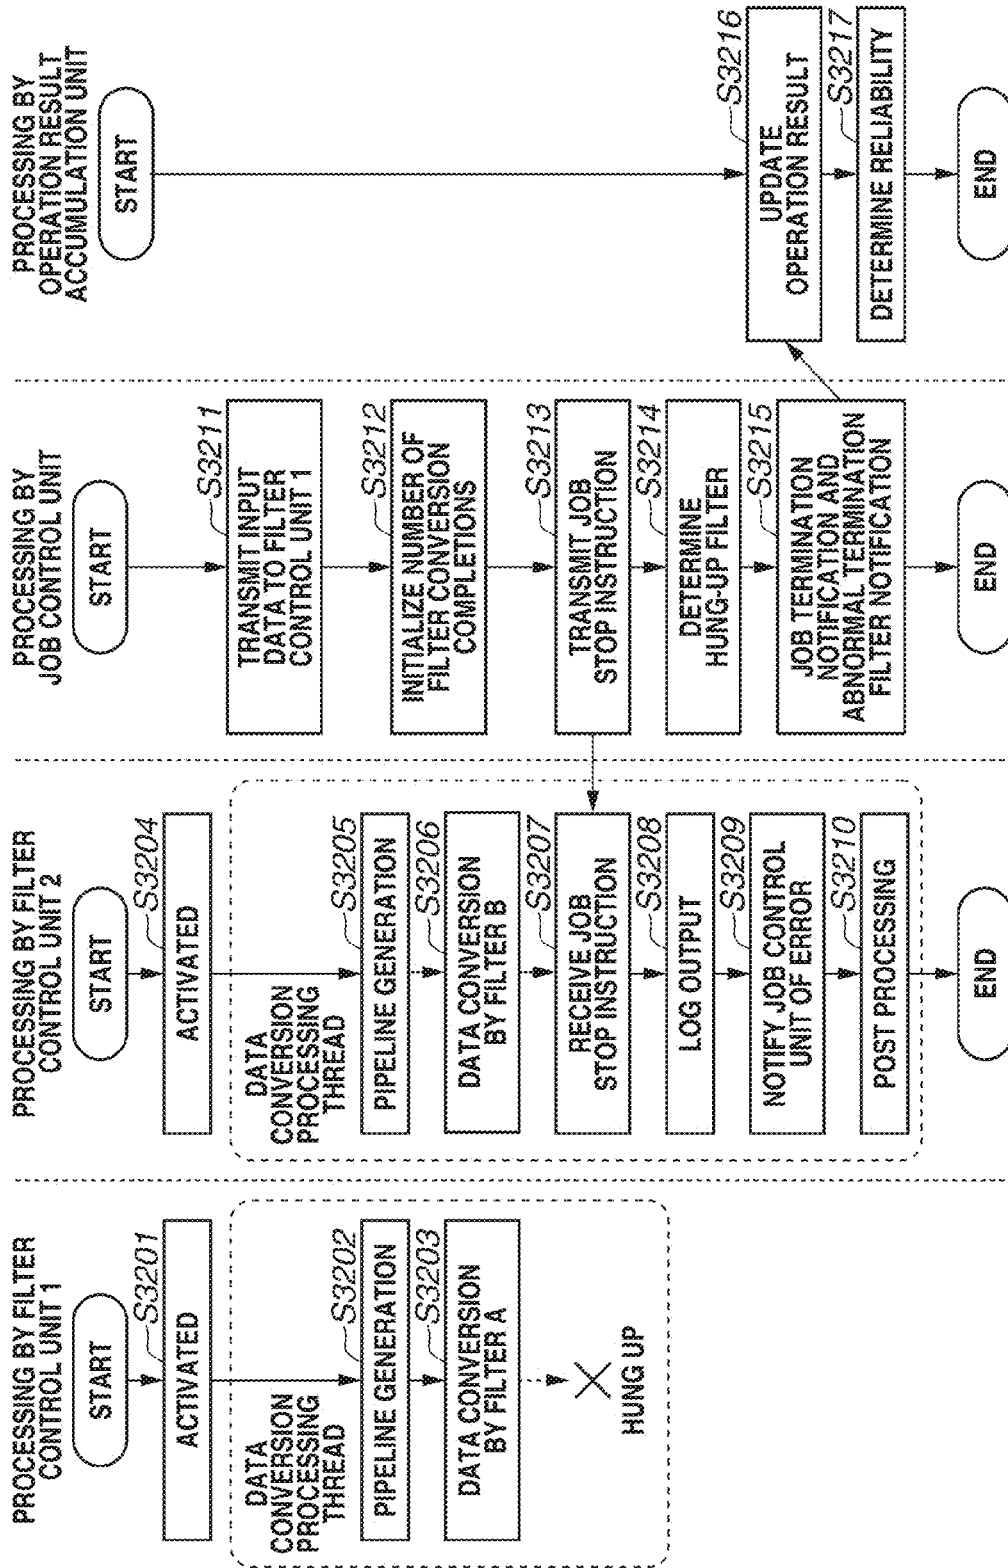 PROCESSING BY FILTER
CONTROL UNIT 1
START
S3201
ACTIVATED
DATA
CONVERSION
PROCESSING
THREAD
S3202
PIPELINE GENERATION
S3203
DATA CONVERSION
BY FILTER A
HUNG UP
PROCESSING BY FILTER
CONTROL UNIT 2
START
S3204
ACTIVATED
DATA
CONVERSION
PROCESSING
THREAD
S3205
PIPELINE GENERATION
S3206
DATA CONVERSION
BY FILTER B
S3207
RECEIVE JOB
STOP INSTRUCTION
S3208
LOG OUTPUT
S3209
NOTIFY JOB CONTROL
UNIT OF ERROR
S3210
POST PROCESSING
END
PROCESSING BY
JOB CONTROL UNIT
START
S3211
TRANSMIT INPUT
DATA TO FILTER
CONTROL UNIT 1
S3212
INITIALIZE NUMBER OF
FILTER CONVERSION
COMPLETIONS
S3213
TRANSMIT JOB
STOP INSTRUCTION
S3214
DETERMINE
HUNG-UP FILTER
S3215
JOB TERMINATION
NOTIFICATION AND
ABNORMAL TERMINATION
FILTER NOTIFICATION
END
PROCESSING BY
OPERATION RESULT
ACCUMULATION UNIT
START
S3216
UPDATE
OPERATION RESULT
S3217
DETERMINE RELIABILITY
END